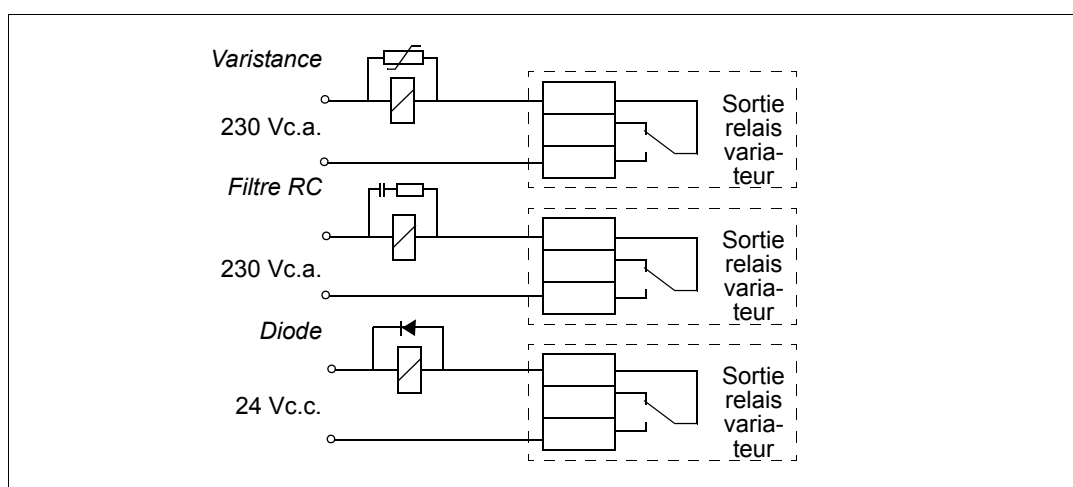 Varistance
230 Vc.a.
Sortie
relais
varia-
teur
Filtre RC
230 Vc.a.
Sortie
relais
varia-
teur
Diode
24 Vc.c.
Sortie
relais
varia-
teur